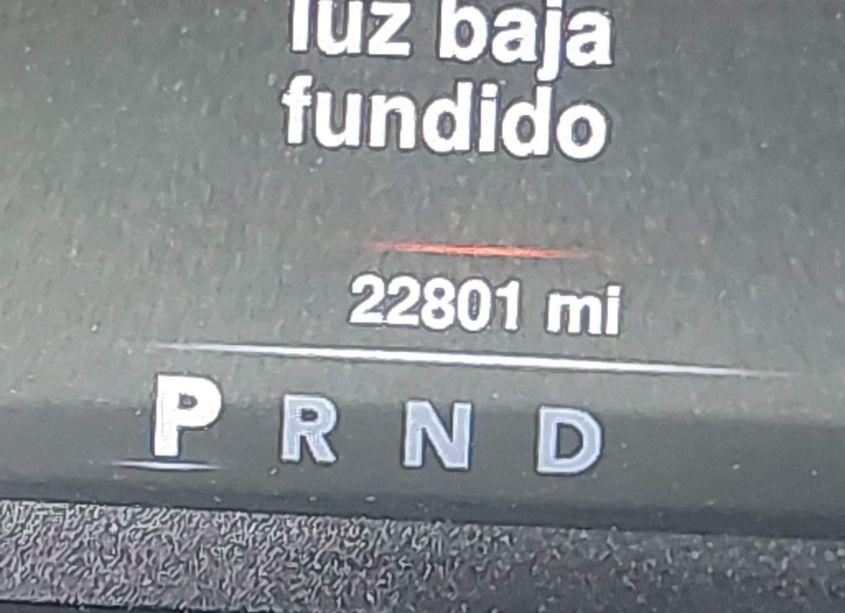 luz baja
fundido
22801 mi
P R N D